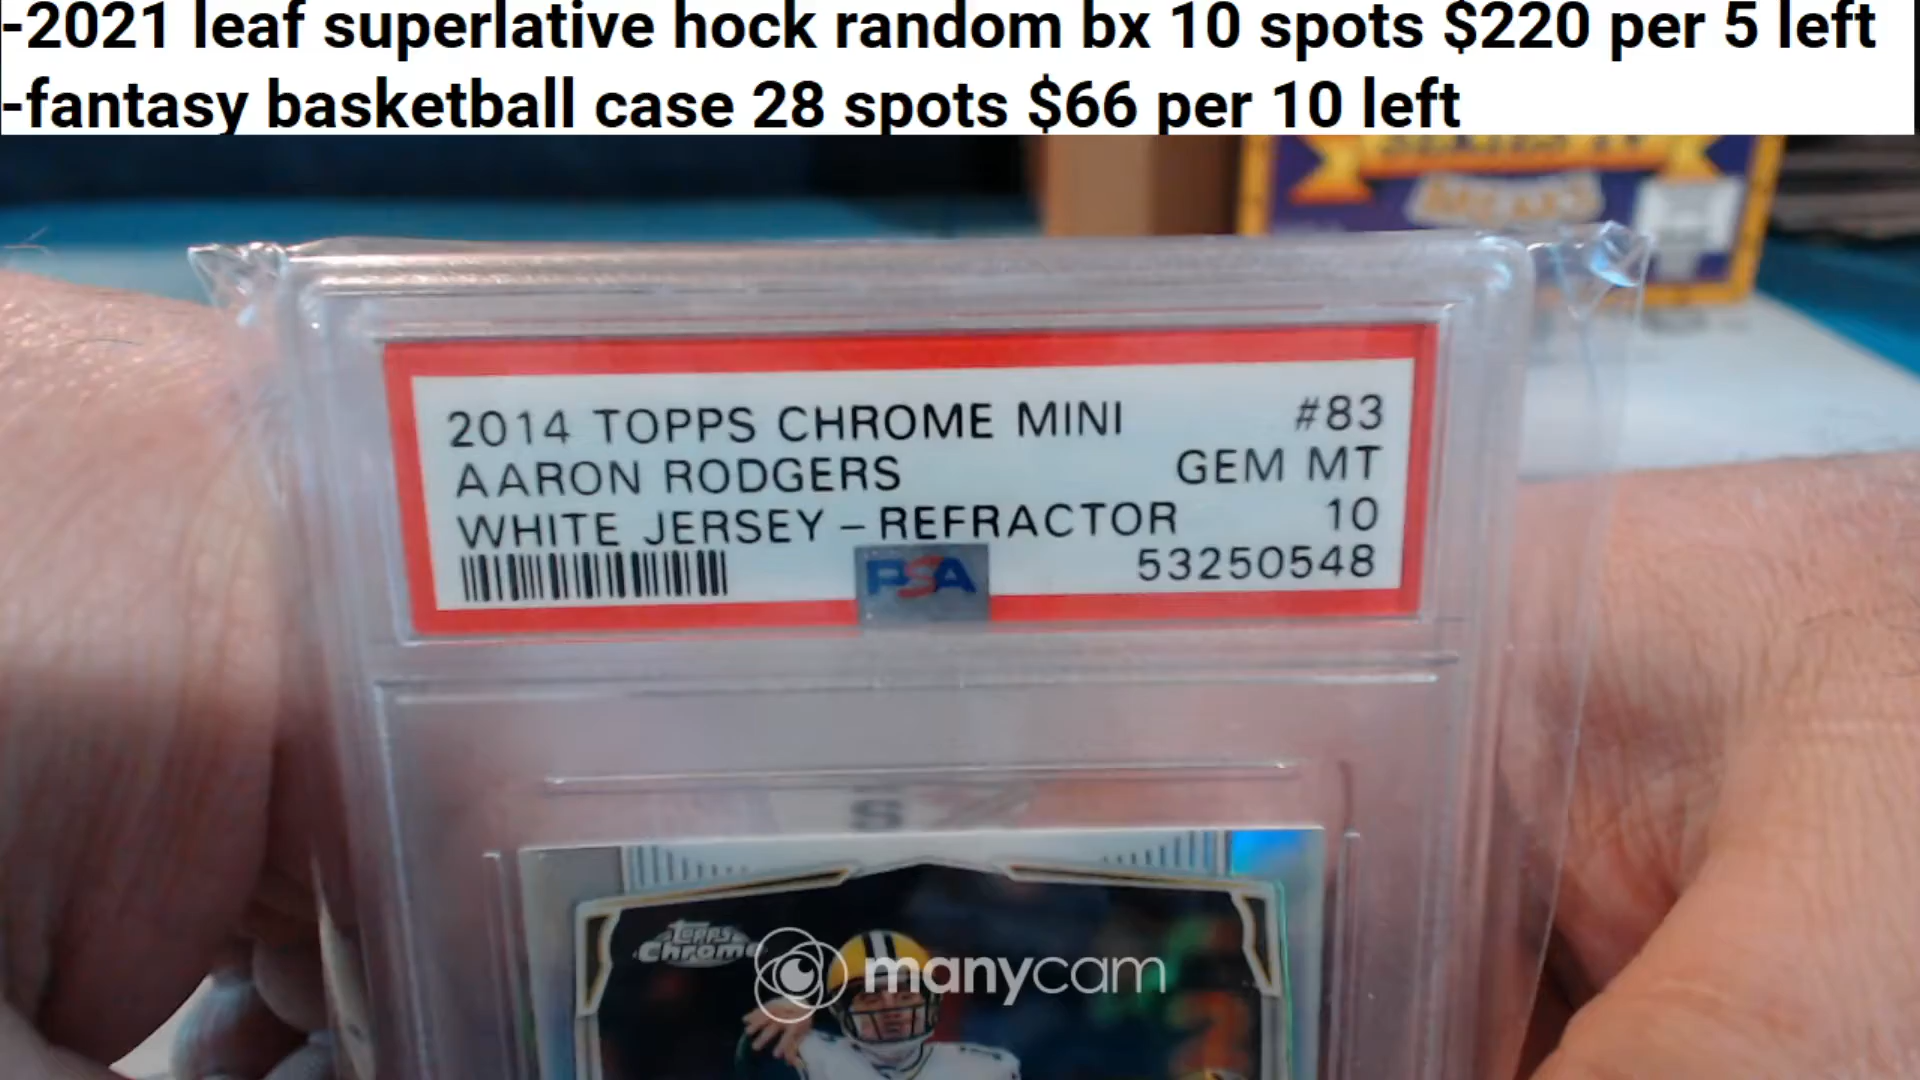 -2021 leaf superlative hock random bx 10 spots $220 per 5 left
-fantasy basketball case 28 spots $66 per 10 left
2014 TOPPS CHROME MINI #83
AARON RODGERS GEM MT
WHITE JERSEY – REFRACTOR 10
PSA 53250548
Topps
Chrome
manycam